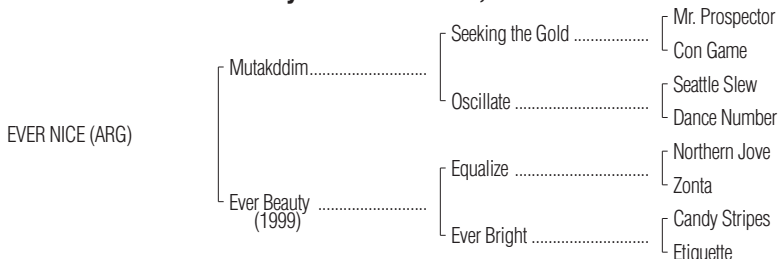 Mr. Prospector
Seeking the Gold ..................
Con Game
Mutakddim............................
Seattle Slew
Oscillate ................................
Dance Number
EVER NICE (ARG)
Northern Jove
Equalize ................................
Zonta
Ever Beauty ..........................
(1999)
Candy Stripes
Ever Bright ............................
Etiquette